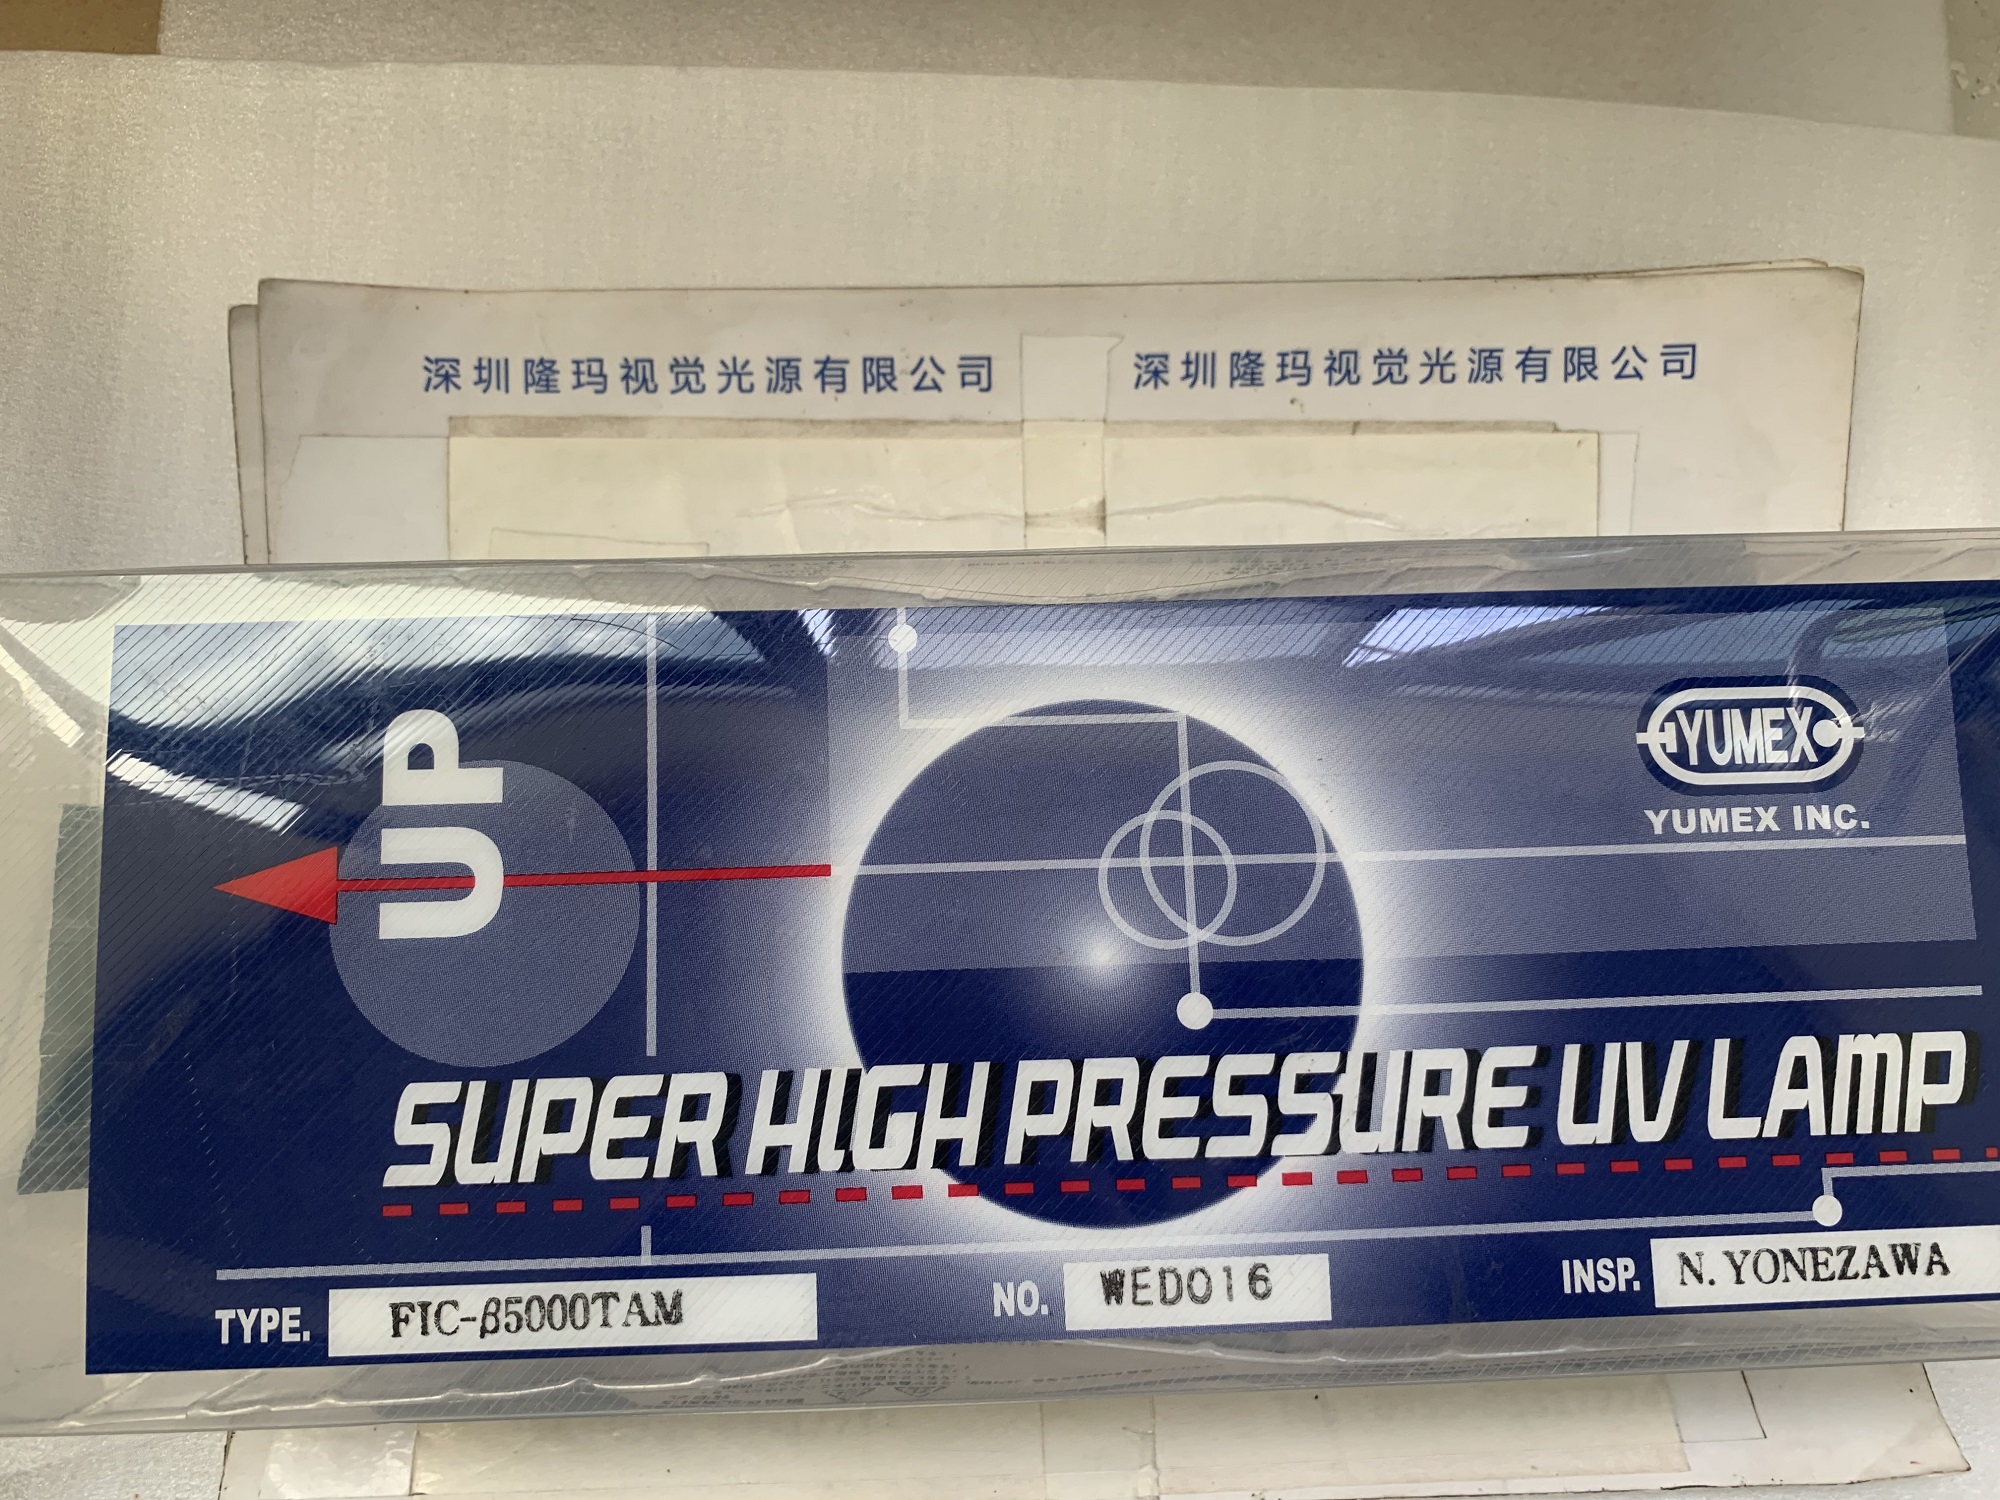 深圳隆玛视觉光源有限公司 深圳隆玛视觉光源有限公司
UP
YUMEX
YUMEX INC.
SUPER HIGH PRESSURE UV LAMP
TYPE. FIC-β5000TAM NO. WED016 INSP. N. YONEZAWA